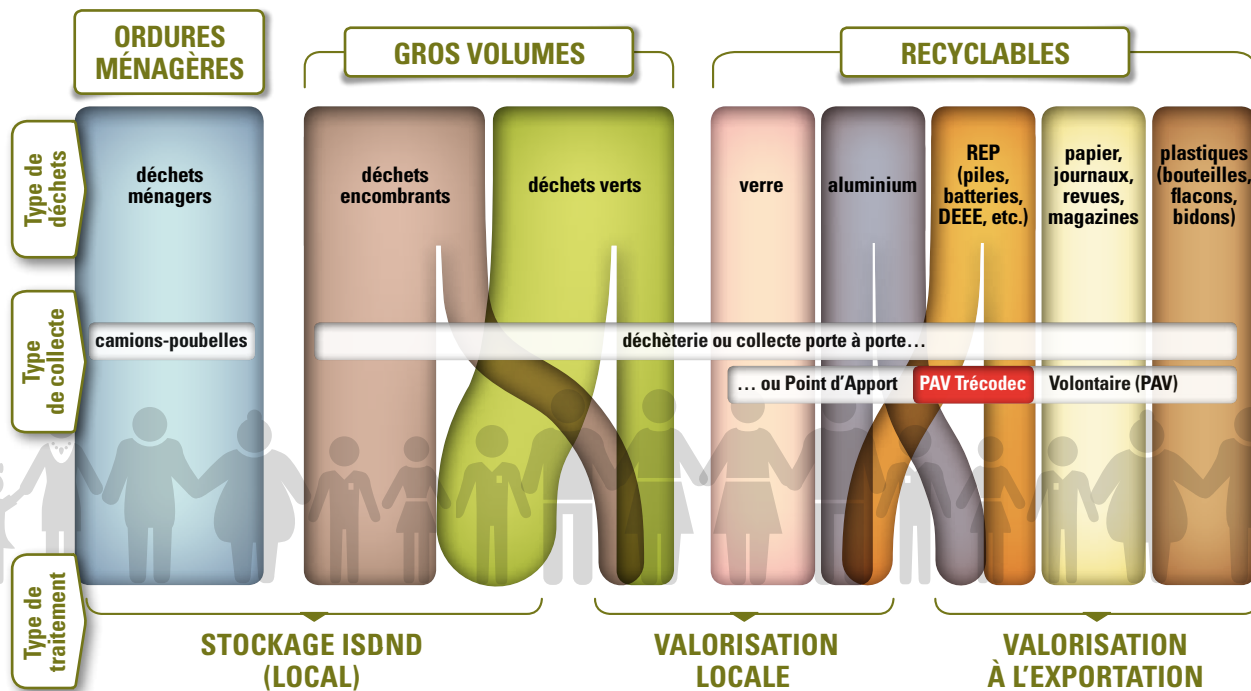 ORDURES
MÉNAGÈRES
GROS VOLUMES
RECYCLABLES
Type de
déchets
déchets
ménagers
déchets
encombrants
déchets verts
verre
aluminium
REP
(piles,
batteries,
DEEE, etc.)
papier,
journaux,
revues,
magazines
plastiques
(bouteilles,
flacons,
bidons)
Type
de collecte
camions-poubelles
déchèterie ou collecte porte à porte…
… ou Point d'Apport
PAV Trécodec
Volontaire (PAV)
Type de
traitement
STOCKAGE ISDND
(LOCAL)
VALORISATION
LOCALE
VALORISATION
À L'EXPORTATION